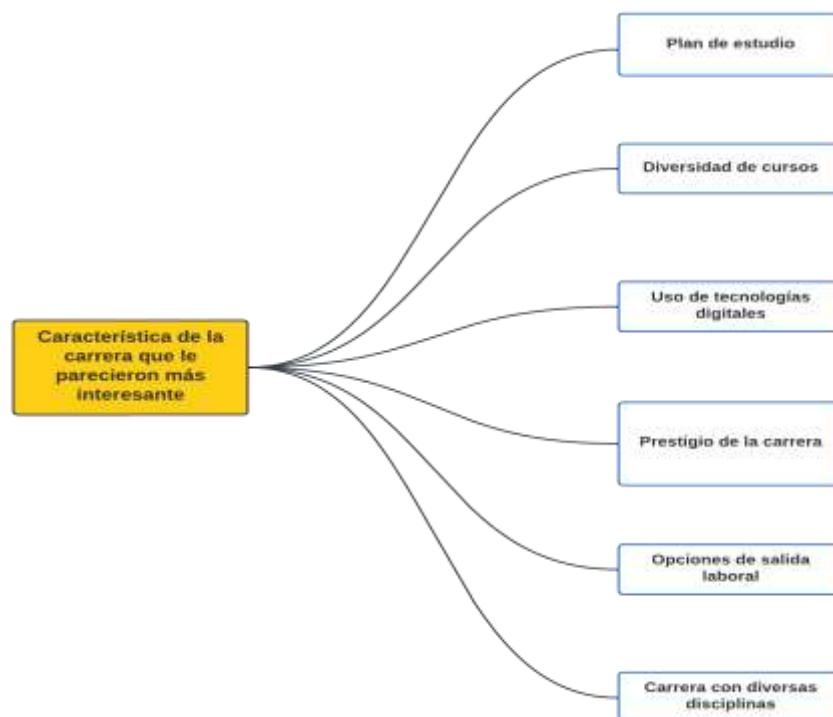 Plan de estudio
Diversidad de cursos
Uso de tecnologías
digitales
Característica de la
carrera que le
parecieron más
interesante
Prestigio de la carrera
Opciones de salida
laboral
Carrera con diversas
disciplinas